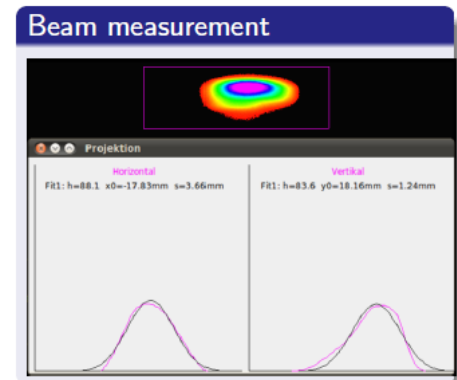 Beam measurement
Projektion
Horizontal
Fit1: h=88.1 x0=-17.83mm s=3.66mm
Vertikal
Fit1: h=83.6 y0=18.16mm s=1.24mm